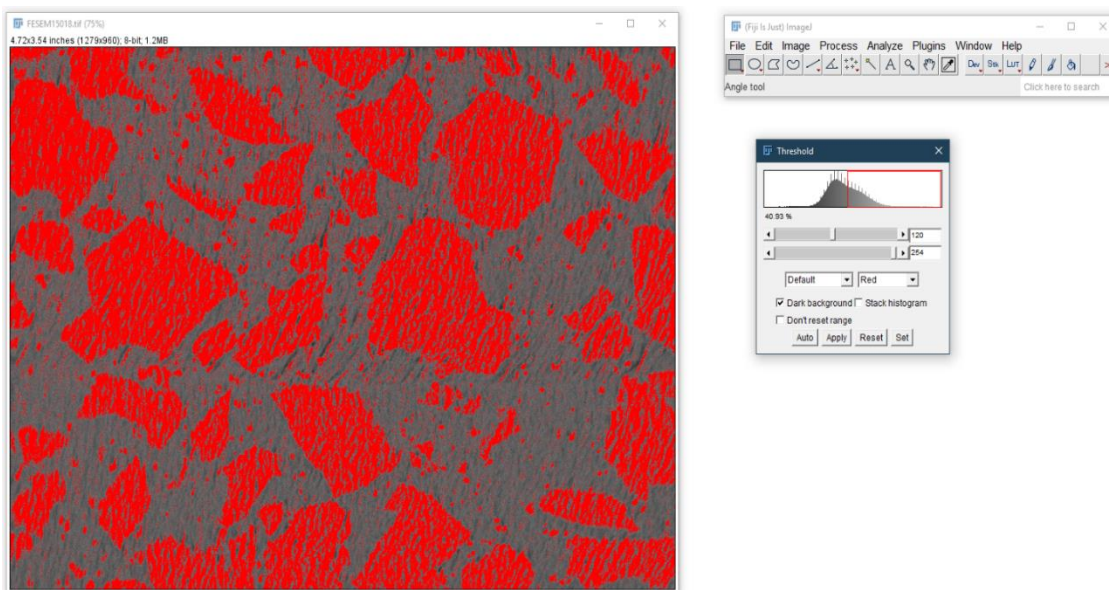 FESEM15018.tif (75%)
4.72x3.54 inches (1279x960); 8-bit; 1.2MB
(Fiji Is Just) ImageJ
File Edit Image Process Analyze Plugins Window Help
A Dev Stk LUT
Angle tool Click here to search
Threshold
40.93 %
120
254
Default Red
Dark background Stack histogram
Don't reset range
Auto Apply Reset Set